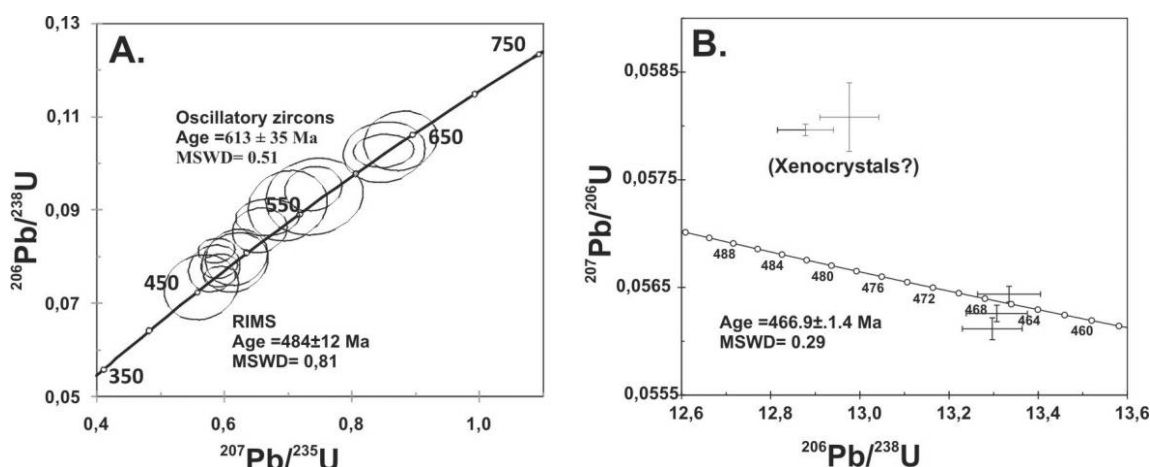 A.
0,13
0,11
0,09
0,07
0,05
²⁰⁶Pb/²³⁸U
750
650
550
450
350
Oscillatory zircons
Age =613 ± 35 Ma
MSWD= 0.51
RIMS
Age =484±12 Ma
MSWD= 0,81
0,4
0,6
0,8
1,0
²⁰⁷Pb/²³⁵U
B.
0,0585
0,0575
0,0565
0,0555
²⁰⁷Pb/²⁰⁶U
(Xenocrystals?)
488
484
480
476
472
468
464
460
Age =466.9±.1.4 Ma
MSWD= 0.29
12,6
12,8
13,0
13,2
13,4
13,6
²⁰⁶Pb/²³⁸U